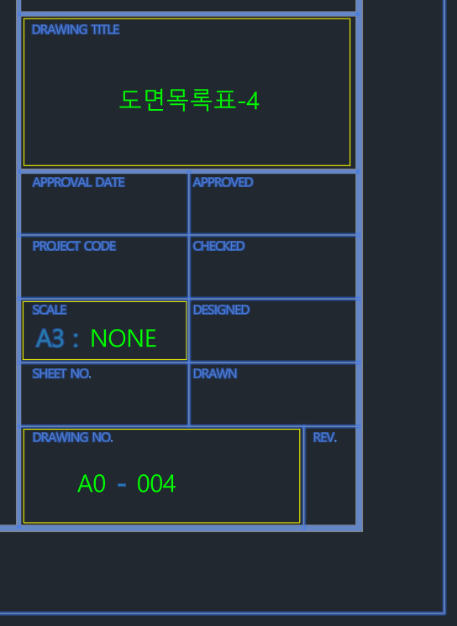 DRAWING TITLE
도면목록표-4
APPROVAL DATE
APPROVED
PROJECT CODE
CHECKED
SCALE
A3 : NONE
DESIGNED
SHEET NO.
DRAWN
DRAWING NO.
A0 - 004
REV.